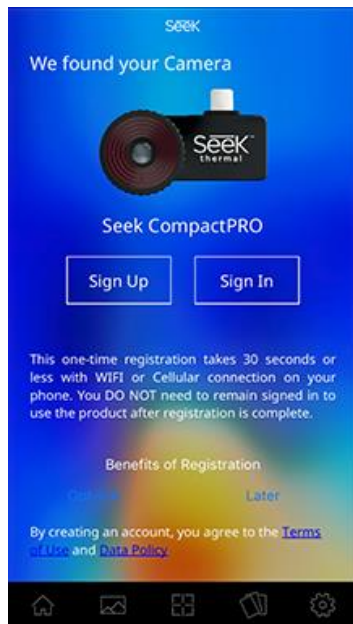 Seek
We found your Camera
Seek
thermal
Seek CompactPRO
Sign Up
Sign In
This one-time registration takes 30 seconds or
less with WIFI or Cellular connection on your
phone. You DO NOT need to remain signed in to
use the product after registration is complete.
Benefits of Registration
Later
By creating an account, you agree to the Terms
of Use and Data Policy